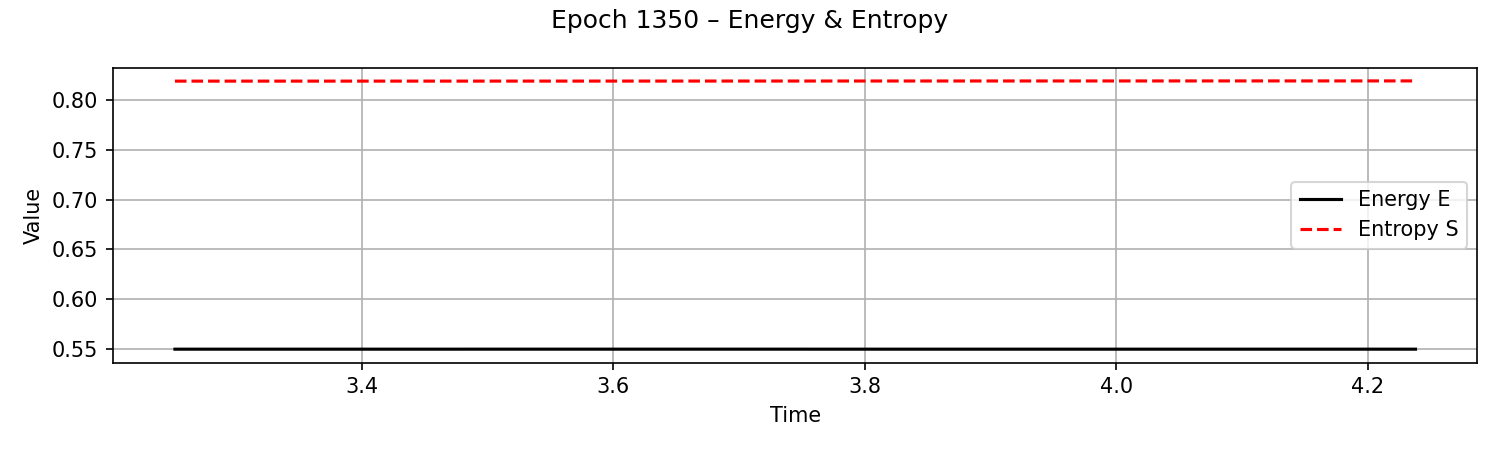 Epoch 1350 – Energy & Entropy
0.80
0.75
0.70
0.65
0.60
0.55
Value
Energy E
Entropy S
3.4 3.6 3.8 4.0 4.2
Time